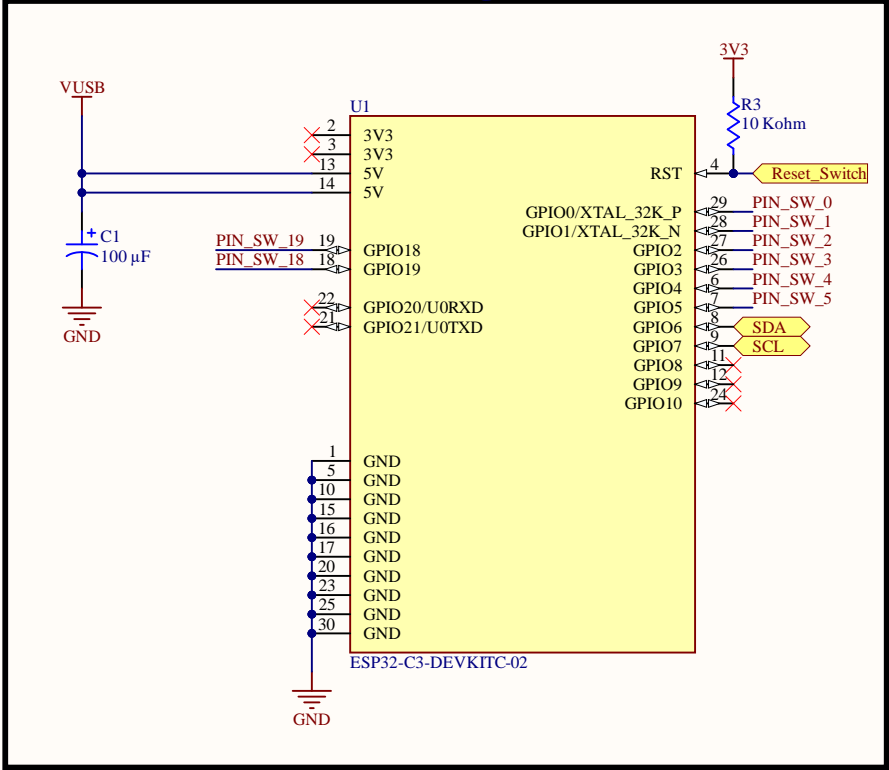 3V3
R3
10 Kohm
VUSB
U1
2 3V3
3 3V3
13 5V
14 5V
RST 4 Reset_Switch
GPIO0/XTAL_32K_P 29 PIN_SW_0
GPIO1/XTAL_32K_N 28 PIN_SW_1
GPIO2 27 PIN_SW_2
GPIO3 26 PIN_SW_3
GPIO4 6 PIN_SW_4
GPIO5 7 PIN_SW_5
GPIO6 8 SDA
GPIO7 9 SCL
GPIO8 11
GPIO9 12
GPIO10 24
+ C1
100 µF
GND
PIN_SW_19 19 GPIO18
PIN_SW_18 18 GPIO19
22 GPIO20/U0RXD
21 GPIO21/U0TXD
1 GND
5 GND
10 GND
15 GND
16 GND
17 GND
20 GND
23 GND
25 GND
30 GND
ESP32-C3-DEVKITC-02
GND